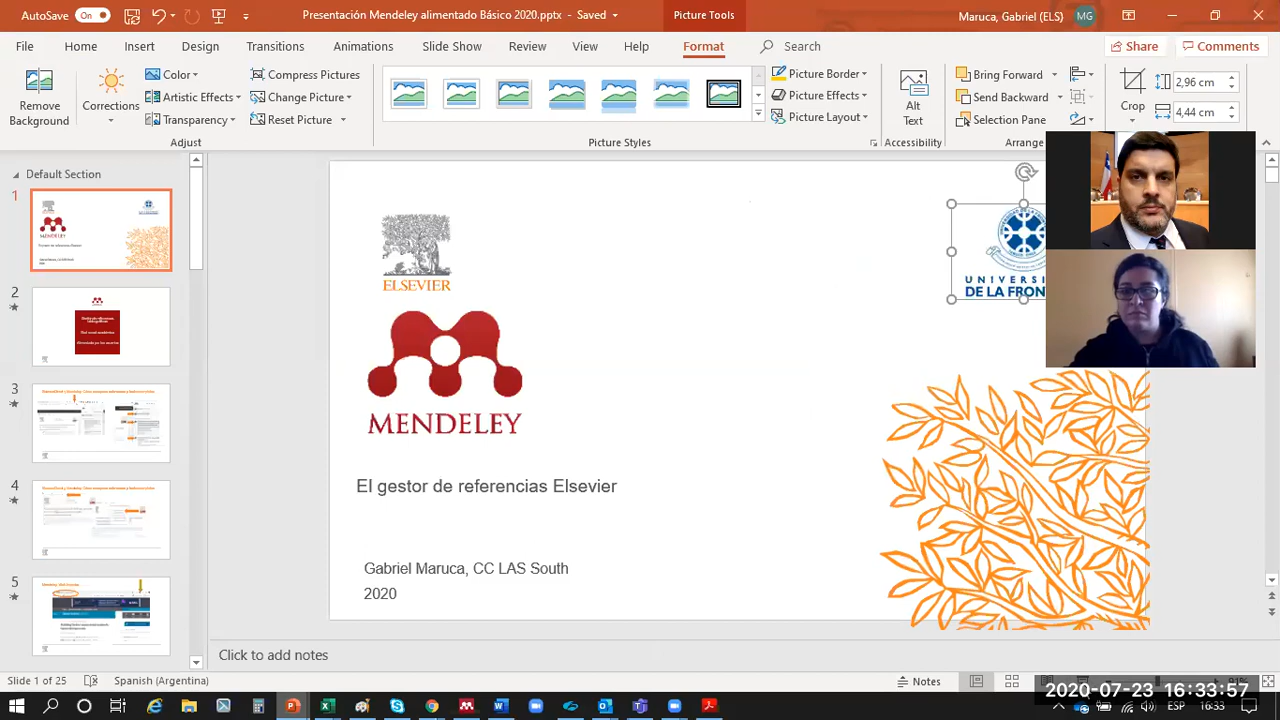 AutoSave On
Presentación Mendeley alimentado Básico 2020.pptx - Saved
Picture Tools
Maruca, Gabriel (ELS) MG
File Home Insert Design Transitions Animations Slide Show Review View Help Format Search Share Comments
Remove Background
Corrections
Color
Artistic Effects
Transparency
Compress Pictures
Change Picture
Reset Picture
Adjust
Picture Styles
Picture Border
Picture Effects
Picture Layout
Alt Text
Accessibility
Bring Forward
Send Backward
Selection Pane
Arrange
Crop
2,96 cm
4,44 cm
Default Section
1
2
3
4
5
ELSEVIER
MENDELEY
UNIVERSI
DE LA FRON
El gestor de referencias Elsevier
Gabriel Maruca, CC LAS South
2020
Click to add notes
Slide 1 of 25 Spanish (Argentina) Notes
2020-07-23 16:33:57
ESP 16:33